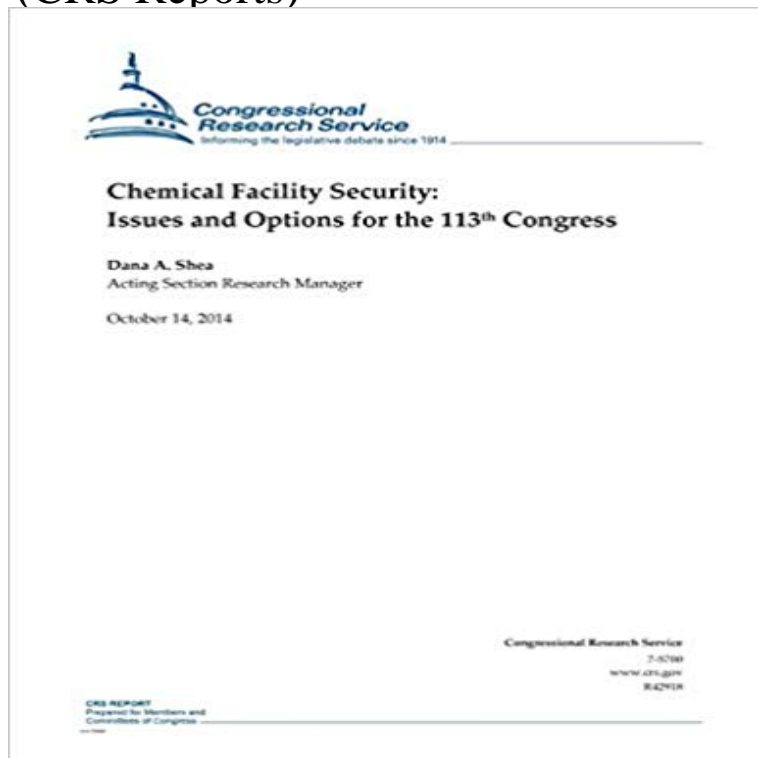 (CRS Reports)
Congressional
Research Service
Informing the legislative debate since 1914
Chemical Facility Security:
Issues and Options for the 113th Congress
Dana A. Shea
Acting Section Research Manager
October 14, 2014
Congressional Research Service
7-5700
www.crs.gov
R42918
CRS REPORT
Prepared for Members and
Committees of Congress